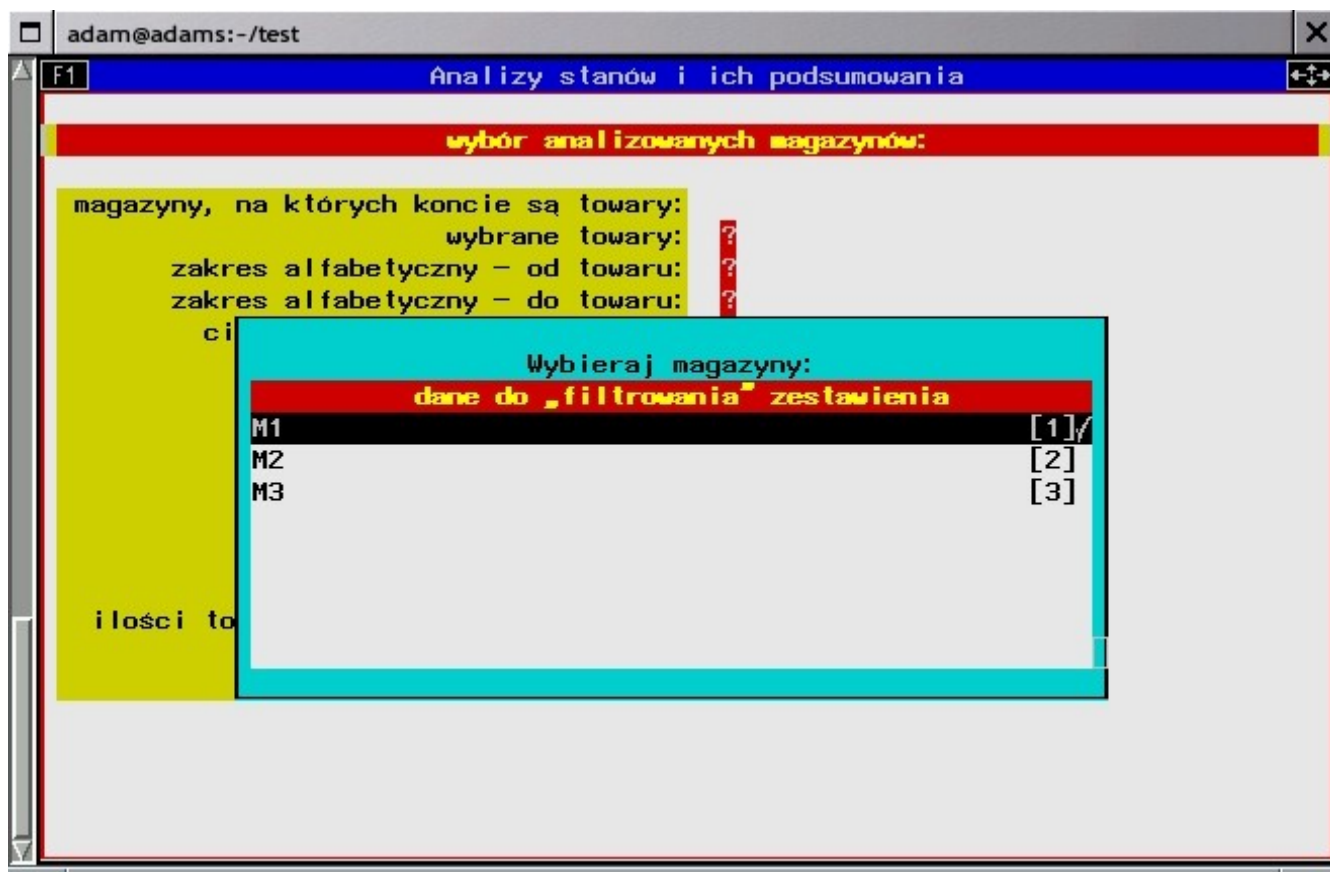 adam@adams:~/test
F1 Analizy stanów i ich podsumowania
wybór analizowanych magazynów:
magazyny, na których koncie są towary:
wybrane towary: ?
zakres alfabetyczny – od towaru: ?
zakres alfabetyczny – do towaru: ?
ci
Wybieraj magazyny:
dane do „filtrowania” zestawienia
M1 [1]√
M2 [2]
M3 [3]
ilości to